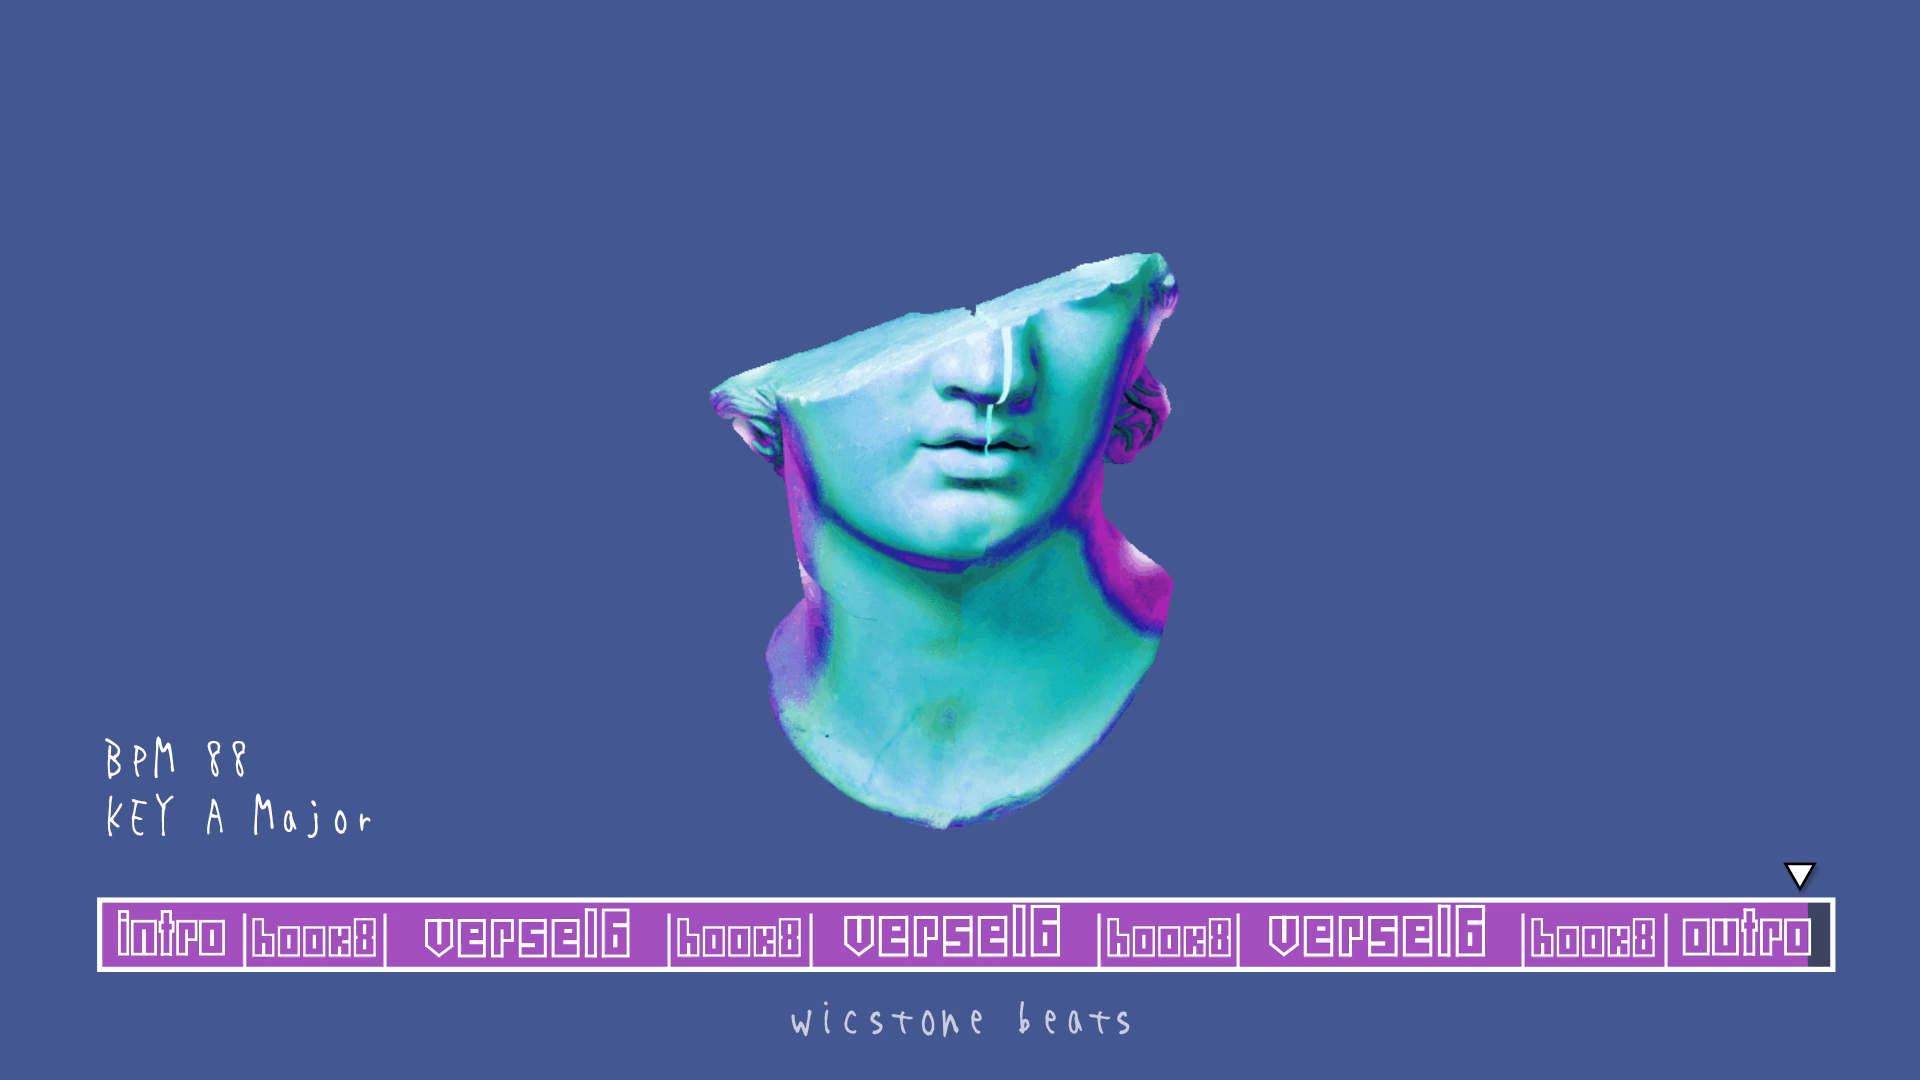 BPM 88
KEY A Major
intro hook8 verse16 hook8 verse16 hook8 verse16 hook8 outro
wicstone beats